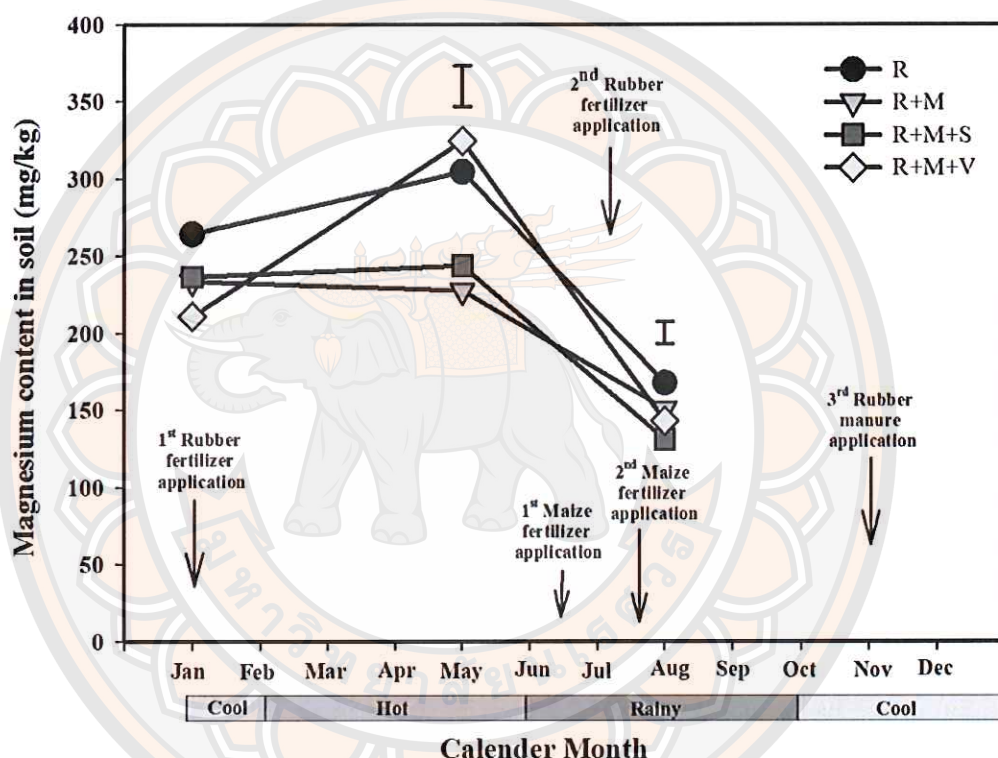 400
350
300
250
200
150
100
50
0
Magnesium content in soil (mg/kg)
R
R+M
R+M+S
R+M+V
2nd Rubber
fertilizer
application
1st Rubber
fertilizer
application
1st Maize
fertilizer
application
2nd Maize
fertilizer
application
3rd Rubber
manure
application
Jan Feb Mar Apr May Jun Jul Aug Sep Oct Nov Dec
Cool Hot Rainy Cool
Calender Month